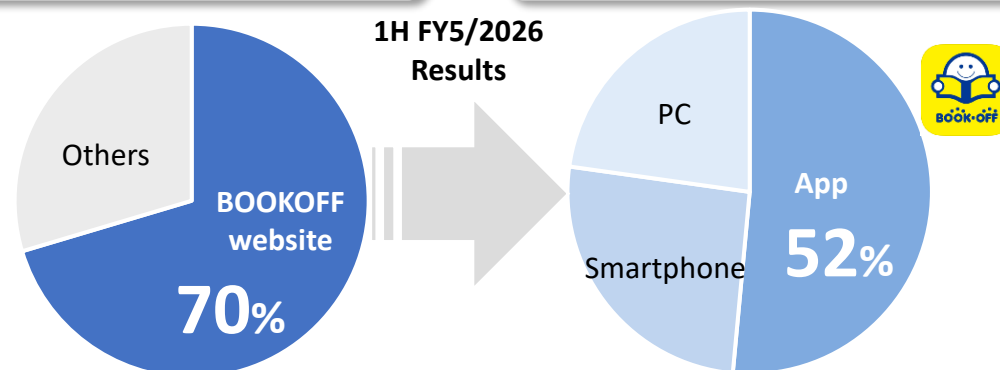 1H FY5/2026
Results
Others
BOOKOFF
website
70%
PC
App
52%
Smartphone
BOOK·OFF